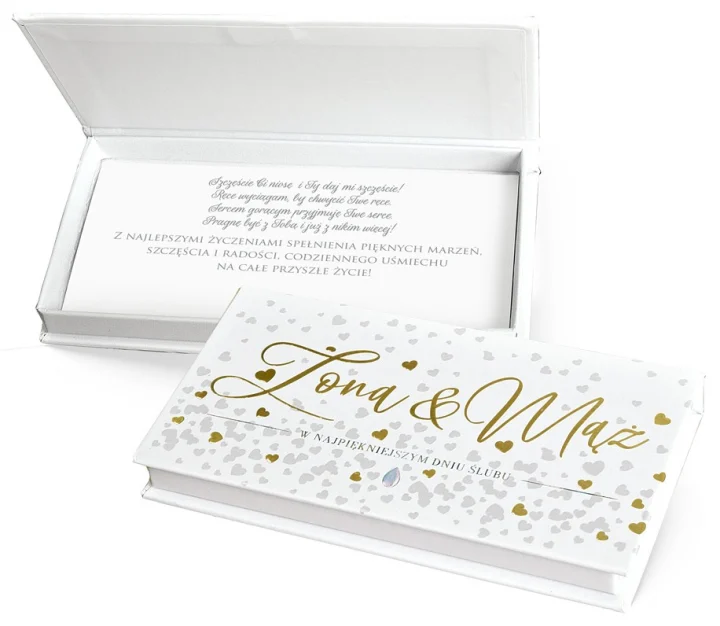 Szczęście Ci niosę i Ty daj mi szczęście!
Ręce wyciągam, by chwycić Twe ręce.
Sercem gorącym przyjmuję Twe serce.
Pragnę być z Tobą i już z nikim więcej!
Z NAJLEPSZYMI ŻYCZENIAMI SPEŁNIENIA PIĘKNYCH MARZEŃ,
SZCZĘŚCIA I RADOŚCI, CODZIENNEGO UŚMIECHU
NA CAŁE PRZYSZŁE ŻYCIE!
Żona & Mąż
W NAJPIĘKNIEJSZYM DNIU ŚLUBU